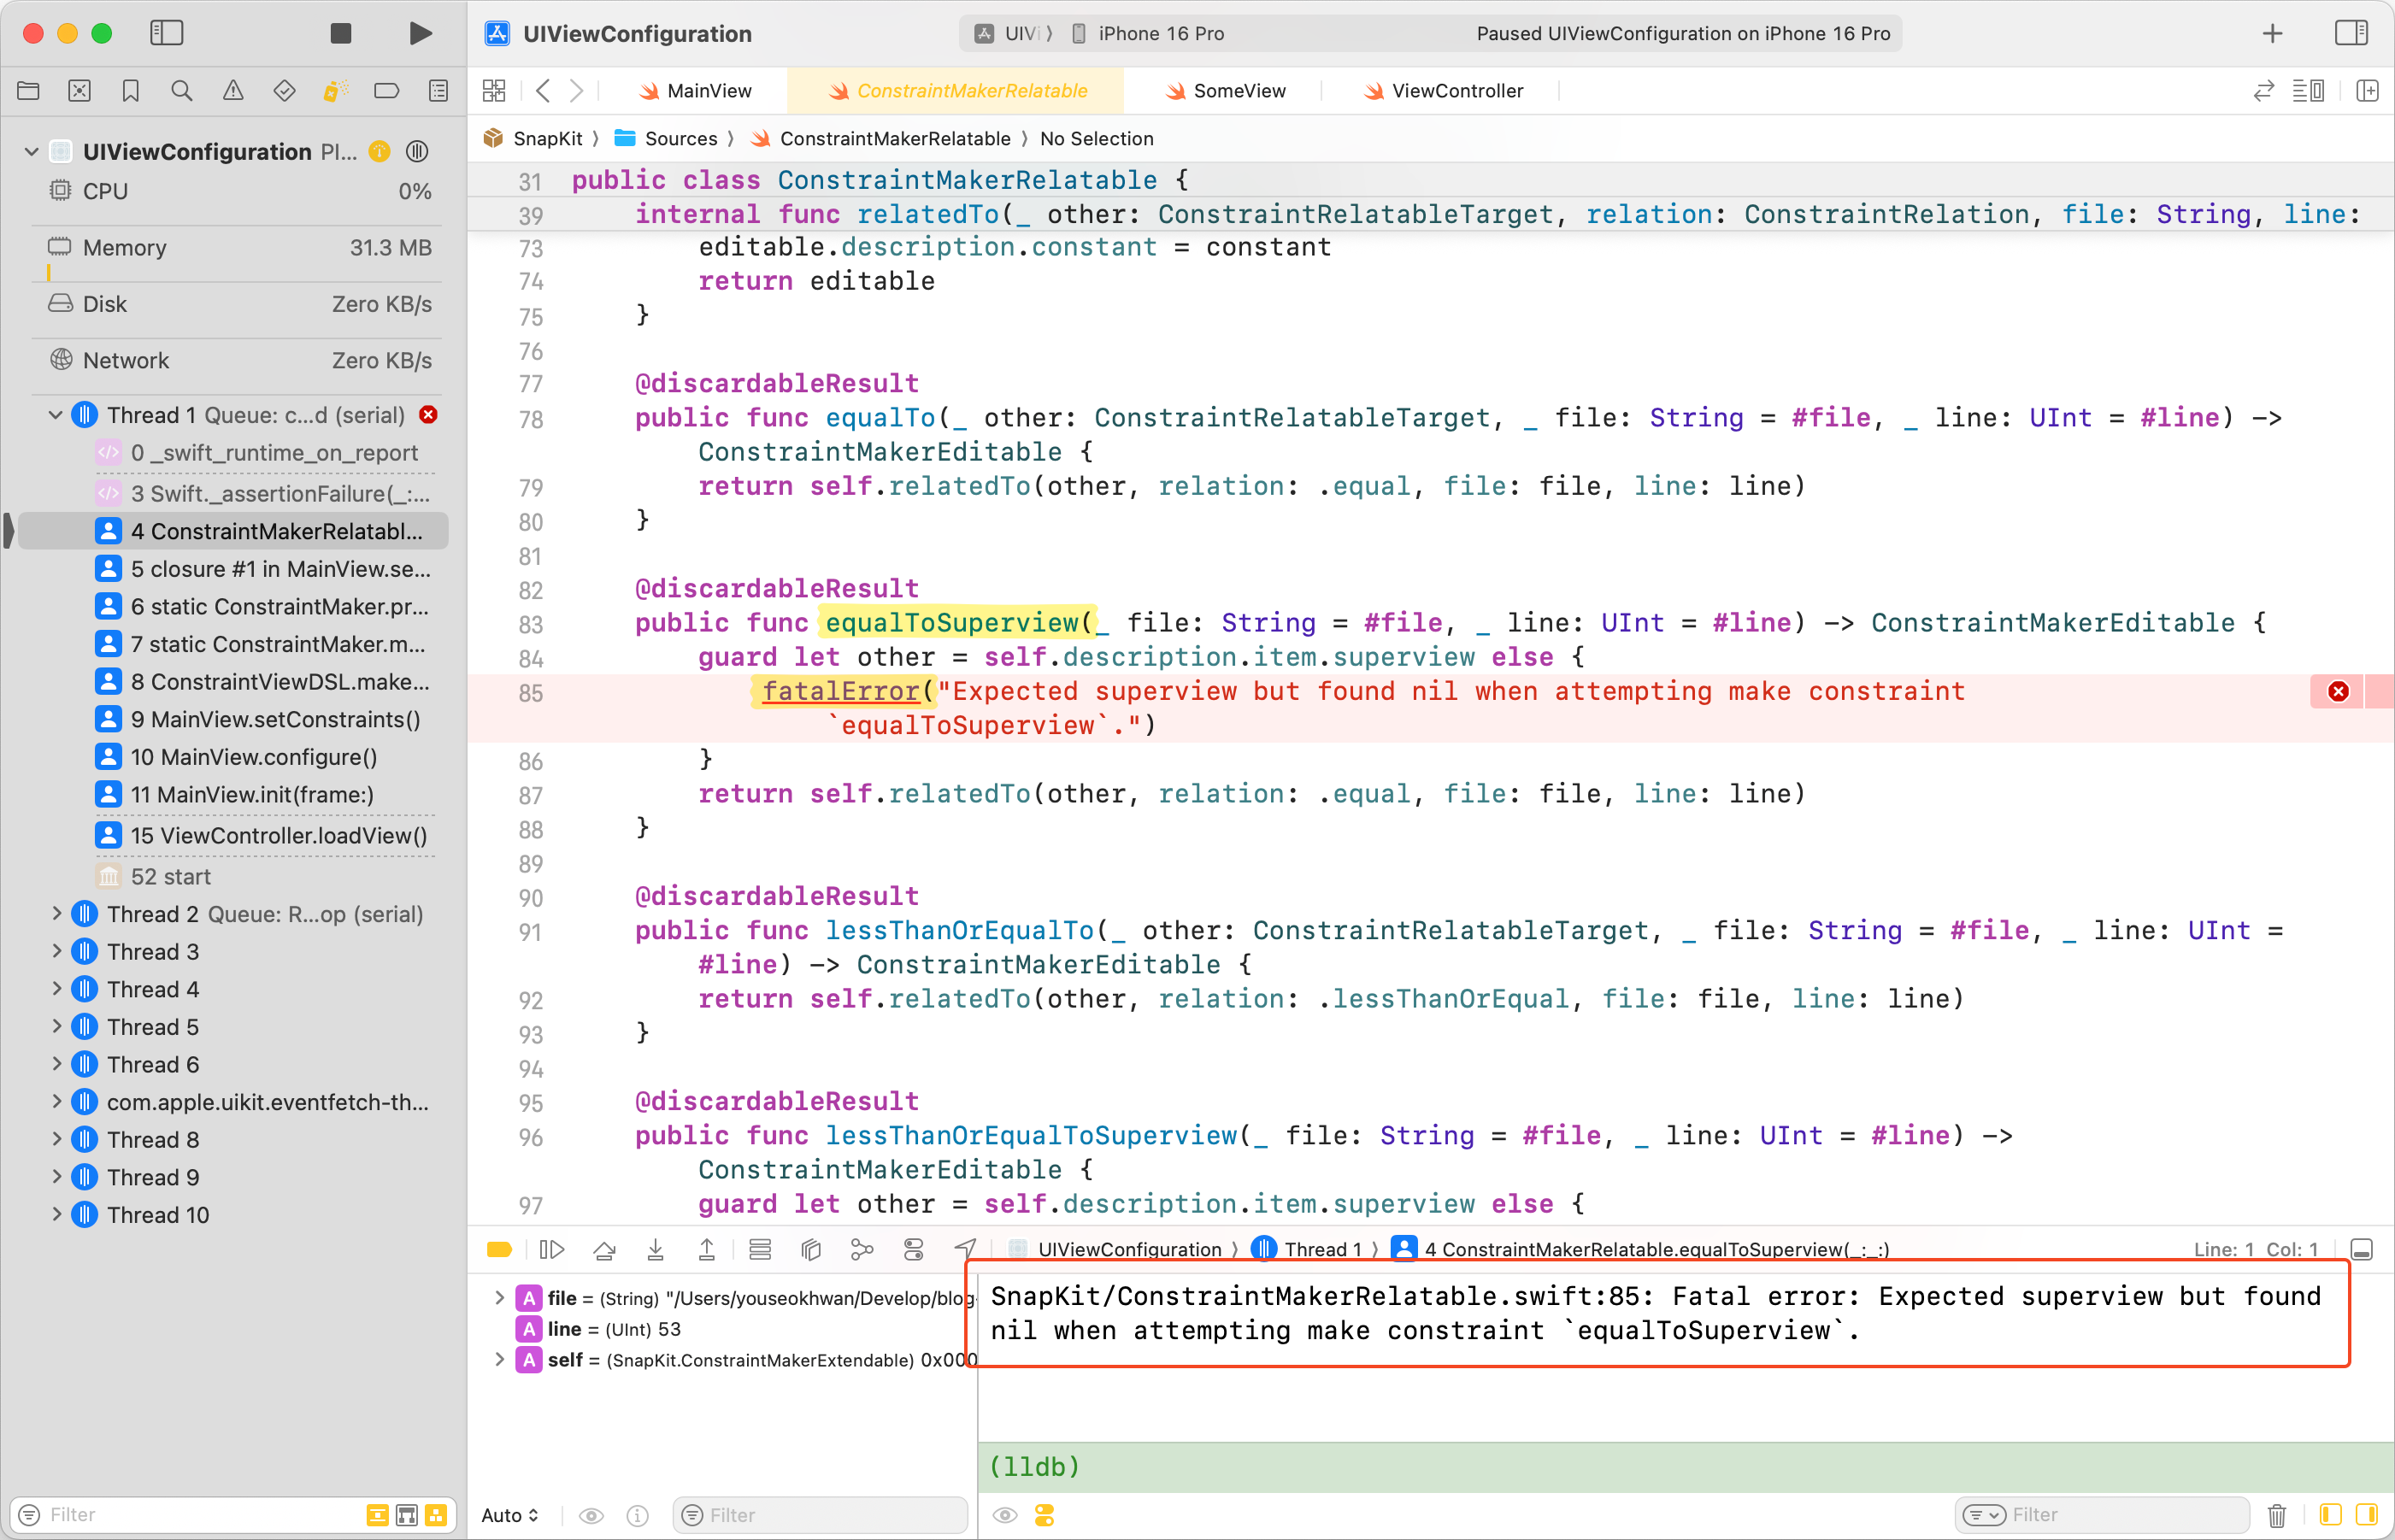 UIViewConfiguration
UIVi 〉 iPhone 16 Pro
Paused UIViewConfiguration on iPhone 16 Pro
MainView
ConstraintMakerRelatable
SomeView
ViewController
SnapKit 〉 Sources 〉 ConstraintMakerRelatable 〉 No Selection
UIViewConfiguration PI...
CPU 0%
Memory 31.3 MB
Disk Zero KB/s
Network Zero KB/s
Thread 1 Queue: c...d (serial)
0 _swift_runtime_on_report
3 Swift._assertionFailure(_:...
4 ConstraintMakerRelatabl...
5 closure #1 in MainView.se...
6 static ConstraintMaker.pr...
7 static ConstraintMaker.m...
8 ConstraintViewDSL.make...
9 MainView.setConstraints()
10 MainView.configure()
11 MainView.init(frame:)
15 ViewController.loadView()
52 start
Thread 2 Queue: R...op (serial)
Thread 3
Thread 4
Thread 5
Thread 6
com.apple.uikit.eventfetch-th...
Thread 8
Thread 9
Thread 10
Filter
31 public class ConstraintMakerRelatable {
39 internal func relatedTo(_ other: ConstraintRelatableTarget, relation: ConstraintRelation, file: String, line:
73 editable.description.constant = constant
74 return editable
75 }
76
77 @discardableResult
78 public func equalTo(_ other: ConstraintRelatableTarget, _ file: String = #file, _ line: UInt = #line) ->
ConstraintMakerEditable {
79 return self.relatedTo(other, relation: .equal, file: file, line: line)
80 }
81
82 @discardableResult
83 public func equalToSuperview(_ file: String = #file, _ line: UInt = #line) -> ConstraintMakerEditable {
84 guard let other = self.description.item.superview else {
85 fatalError("Expected superview but found nil when attempting make constraint
`equalToSuperview`.")
86 }
87 return self.relatedTo(other, relation: .equal, file: file, line: line)
88 }
89
90 @discardableResult
91 public func lessThanOrEqualTo(_ other: ConstraintRelatableTarget, _ file: String = #file, _ line: UInt =
#line) -> ConstraintMakerEditable {
92 return self.relatedTo(other, relation: .lessThanOrEqual, file: file, line: line)
93 }
94
95 @discardableResult
96 public func lessThanOrEqualToSuperview(_ file: String = #file, _ line: UInt = #line) ->
ConstraintMakerEditable {
97 guard let other = self.description.item.superview else {
UIViewConfiguration 〉 Thread 1 〉 4 ConstraintMakerRelatable.equalToSuperview(_:_:)
Line: 1 Col: 1
A file = (String) "/Users/youseokhwan/Develop/blog-
A line = (UInt) 53
A self = (SnapKit.ConstraintMakerExtendable) 0x000
SnapKit/ConstraintMakerRelatable.swift:85: Fatal error: Expected superview but found
nil when attempting make constraint `equalToSuperview`.
(lldb)
Auto
Filter
Filter